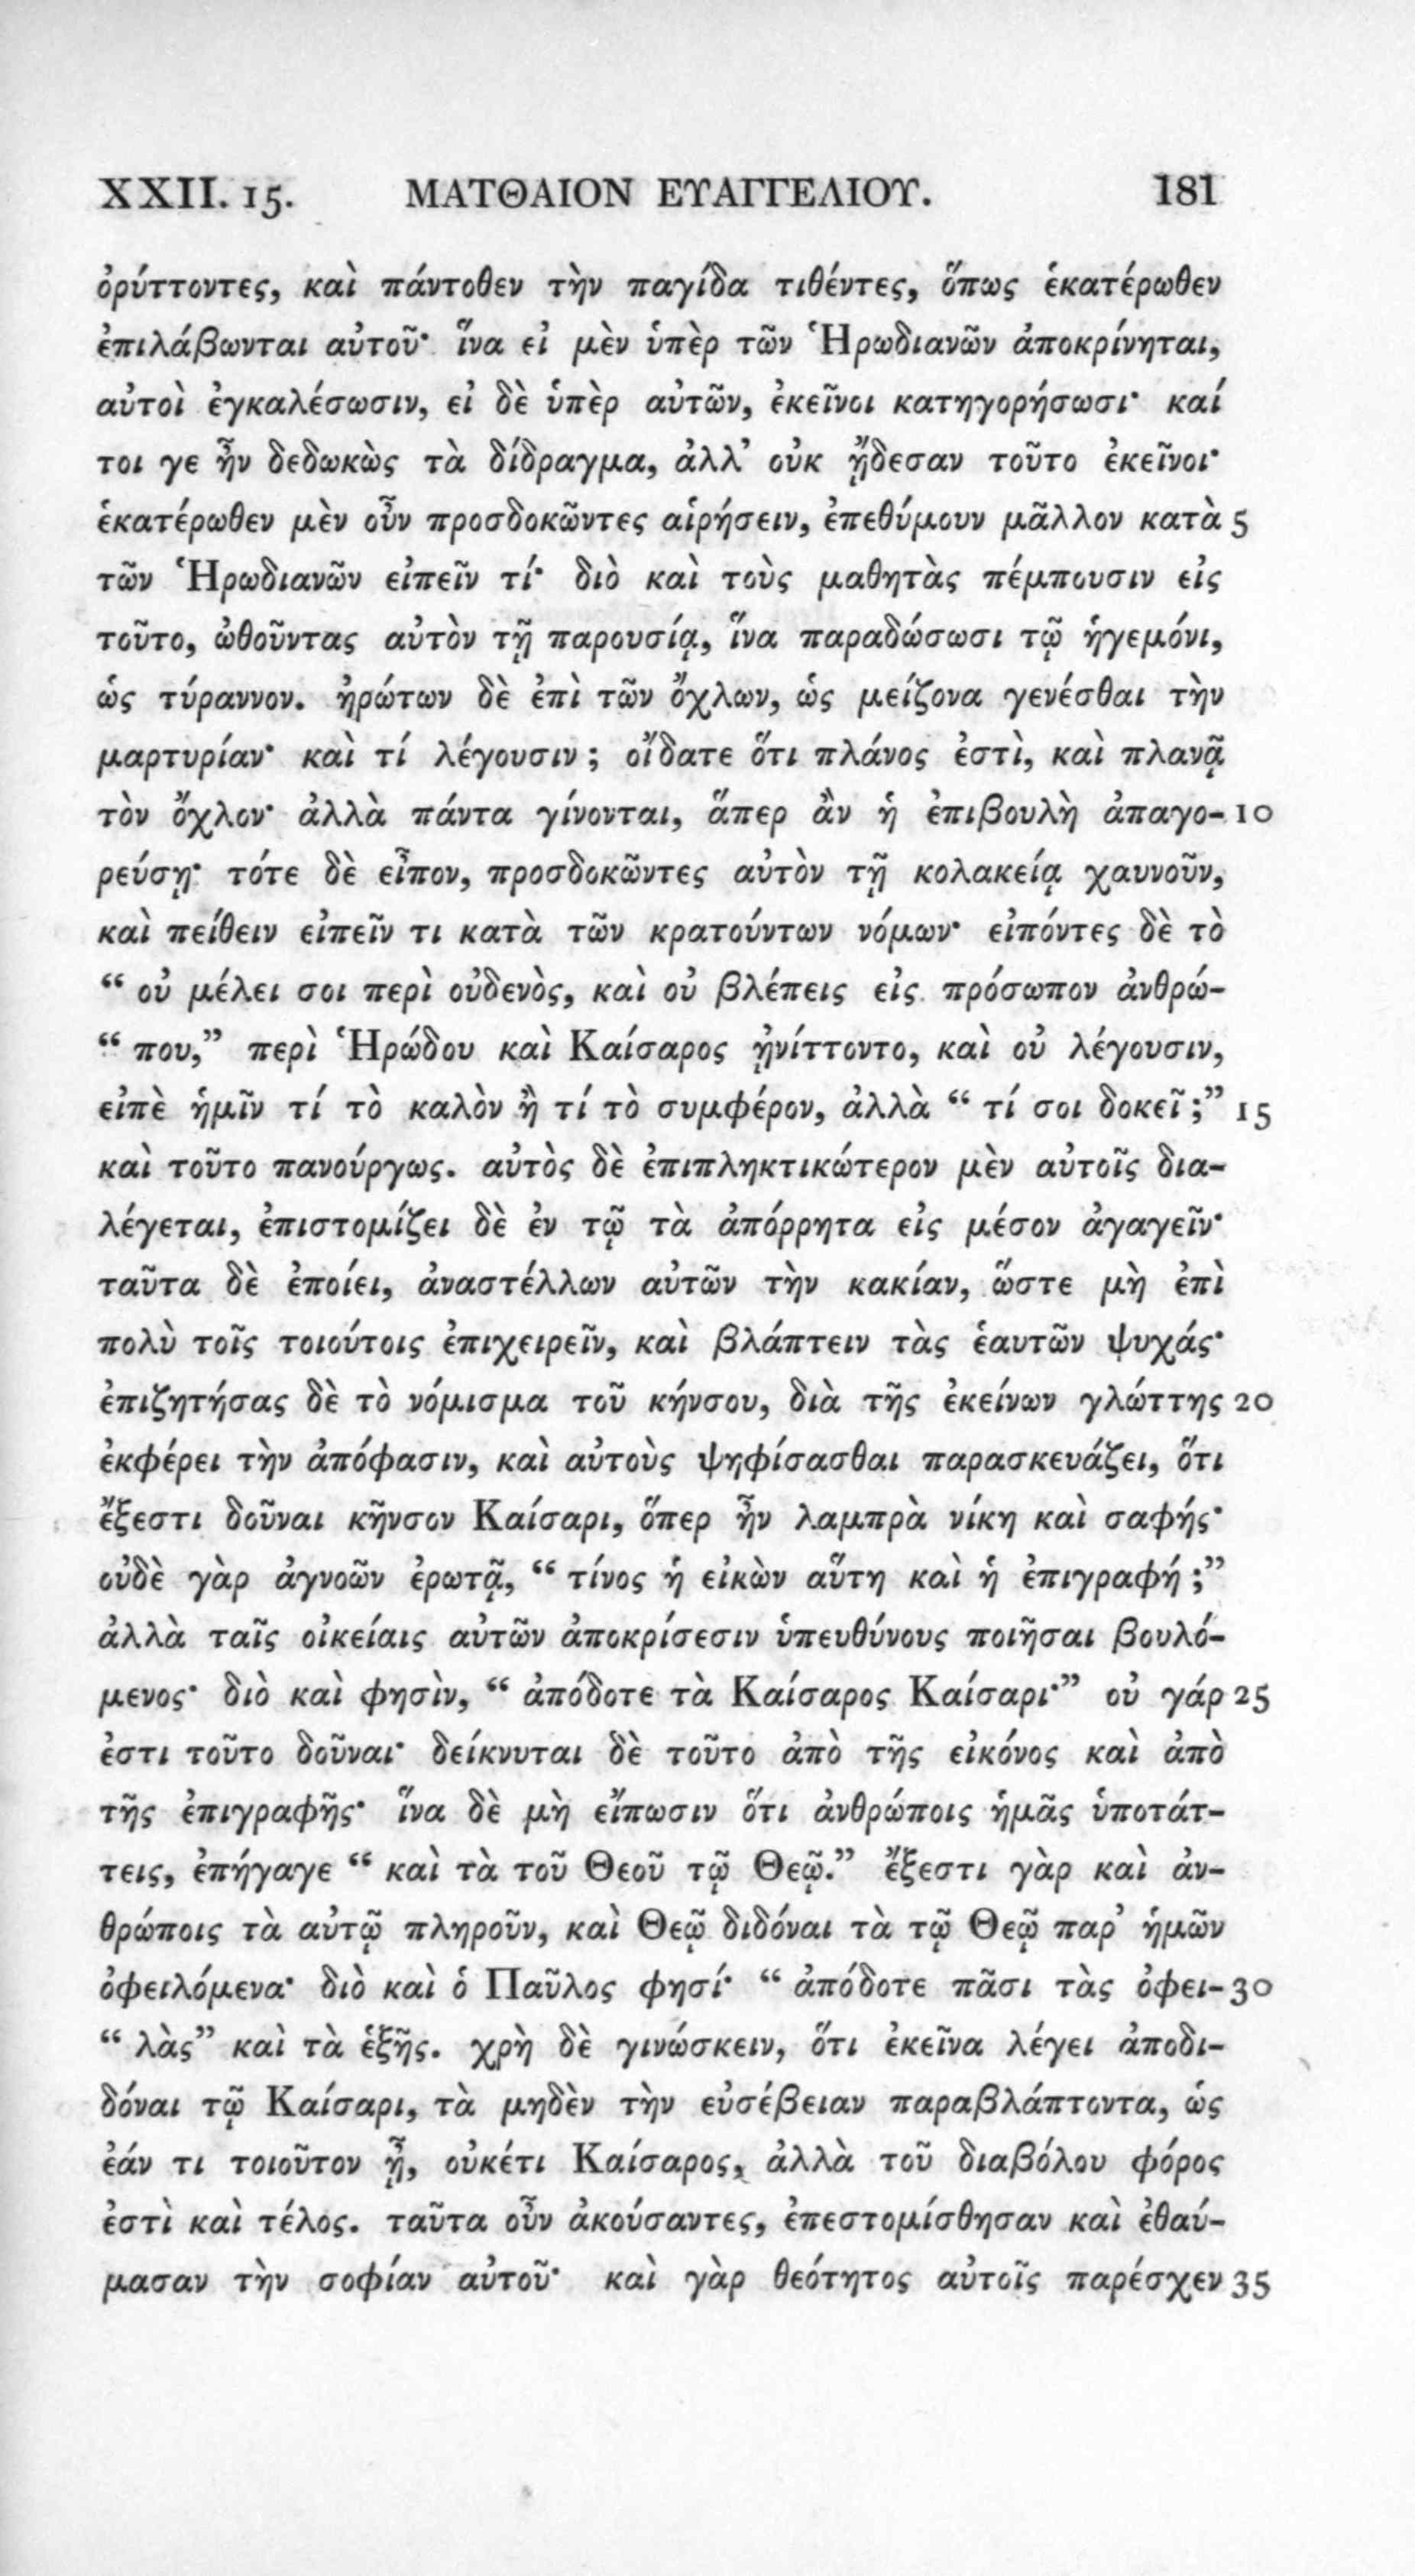 XXII. 15. ΜΑΤΘΑΙΟΝ ΕΥΑΓΓΕΛΙΟΥ. 181
ὀρύττοντες, καὶ πάντοθεν τὴν παγίδα τιθέντες, ὅπως ἑκατέρωθεν
ἐπιλάβωνται αὐτοῦ· ἵνα εἰ μὲν ὑπὲρ τῶν Ἡρωδιανῶν ἀποκρίνηται,
αὐτοὶ ἐγκαλέσωσιν, εἰ δὲ ὑπὲρ αὐτῶν, ἐκεῖνοι κατηγορήσωσι· καί
τοι γε ἦν δεδωκὼς τὰ δίδραγμα, ἀλλ’ οὐκ ᾔδεσαν τοῦτο ἐκεῖνοι·
ἑκατέρωθεν μὲν οὖν προσδοκῶντες αἱρήσειν, ἐπεθύμουν μᾶλλον κατὰ 5
τῶν Ἡρωδιανῶν εἰπεῖν τί· διὸ καὶ τοὺς μαθητὰς πέμπουσιν εἰς
τοῦτο, ὠθοῦντας αὐτὸν τῇ παρουσίᾳ, ἵνα παραδώσωσι τῷ ἡγεμόνι,
ὡς τύραννον. ἠρώτων δὲ ἐπὶ τῶν ὄχλων, ὡς μείζονα γενέσθαι τὴν
μαρτυρίαν· καὶ τί λέγουσιν ; οἴδατε ὅτι πλάνος ἐστὶ, καὶ πλανᾷ
τὸν ὄχλον· ἀλλὰ πάντα γίνονται, ἅπερ ἂν ἡ ἐπιβουλὴ ἀπαγο- 10
ρεύσῃ· τότε δὲ εἶπον, προσδοκῶντες αὐτὸν τῇ κολακείᾳ χαυνοῦν,
καὶ πείθειν εἰπεῖν τι κατὰ τῶν κρατούντων νόμων· εἰπόντες δὲ τὸ
“ οὐ μέλει σοι περὶ οὐδενὸς, καὶ οὐ βλέπεις εἰς πρόσωπον ἀνθρώ-
“ που,” περὶ Ἡρώδου καὶ Καίσαρος ᾐνίττοντο, καὶ οὐ λέγουσιν,
εἰπὲ ἡμῖν τί τὸ καλὸν ἢ τί τὸ συμφέρον, ἀλλὰ “ τί σοι δοκεῖ ;” 15
καὶ τοῦτο πανούργως. αὐτὸς δὲ ἐπιπληκτικώτερον μὲν αὐτοῖς δια-
λέγεται, ἐπιστομίζει δὲ ἐν τῷ τὰ ἀπόρρητα εἰς μέσον ἀγαγεῖν·
ταῦτα δὲ ἐποίει, ἀναστέλλων αὐτῶν τὴν κακίαν, ὥστε μὴ ἐπὶ
πολὺ τοῖς τοιούτοις ἐπιχειρεῖν, καὶ βλάπτειν τὰς ἑαυτῶν ψυχάς·
ἐπιζητήσας δὲ τὸ νόμισμα τοῦ κήνσου, διὰ τῆς ἐκείνων γλώττης 20
ἐκφέρει τὴν ἀπόφασιν, καὶ αὐτοὺς ψηφίσασθαι παρασκευάζει, ὅτι
ἔξεστι δοῦναι κῆνσον Καίσαρι, ὅπερ ἦν λαμπρὰ νίκη καὶ σαφής·
οὐδὲ γὰρ ἀγνοῶν ἐρωτᾷ, “ τίνος ἡ εἰκὼν αὕτη καὶ ἡ ἐπιγραφή ;”
ἀλλὰ ταῖς οἰκείαις αὐτῶν ἀποκρίσεσιν ὑπευθύνους ποιῆσαι βουλό-
μενος· διὸ καὶ φησὶν, “ ἀπόδοτε τὰ Καίσαρος Καίσαρι·” οὐ γάρ 25
ἐστι τοῦτο δοῦναι· δείκνυται δὲ τοῦτο ἀπὸ τῆς εἰκόνος καὶ ἀπὸ
τῆς ἐπιγραφῆς· ἵνα δὲ μὴ εἴπωσιν ὅτι ἀνθρώποις ἡμᾶς ὑποτάτ-
τεις, ἐπήγαγε “ καὶ τὰ τοῦ Θεοῦ τῷ Θεῷ.” ἔξεστι γὰρ καὶ ἀν-
θρώποις τὰ αὐτῷ πληροῦν, καὶ Θεῷ διδόναι τὰ τῷ Θεῷ παρ’ ἡμῶν
ὀφειλόμενα· διὸ καὶ ὁ Παῦλος φησί· “ ἀπόδοτε πᾶσι τὰς ὀφει- 30
“ λὰς” καὶ τὰ ἑξῆς. χρὴ δὲ γινώσκειν, ὅτι ἐκεῖνα λέγει ἀποδι-
δόναι τῷ Καίσαρι, τὰ μηδὲν τὴν εὐσέβειαν παραβλάπτοντα, ὡς
ἐάν τι τοιοῦτον ᾖ, οὐκέτι Καίσαρος, ἀλλὰ τοῦ διαβόλου φόρος
ἐστὶ καὶ τέλος. ταῦτα οὖν ἀκούσαντες, ἐπεστομίσθησαν καὶ ἐθαύ-
μασαν τὴν σοφίαν αὐτοῦ· καὶ γὰρ θεότητος αὐτοῖς παρέσχεν 35